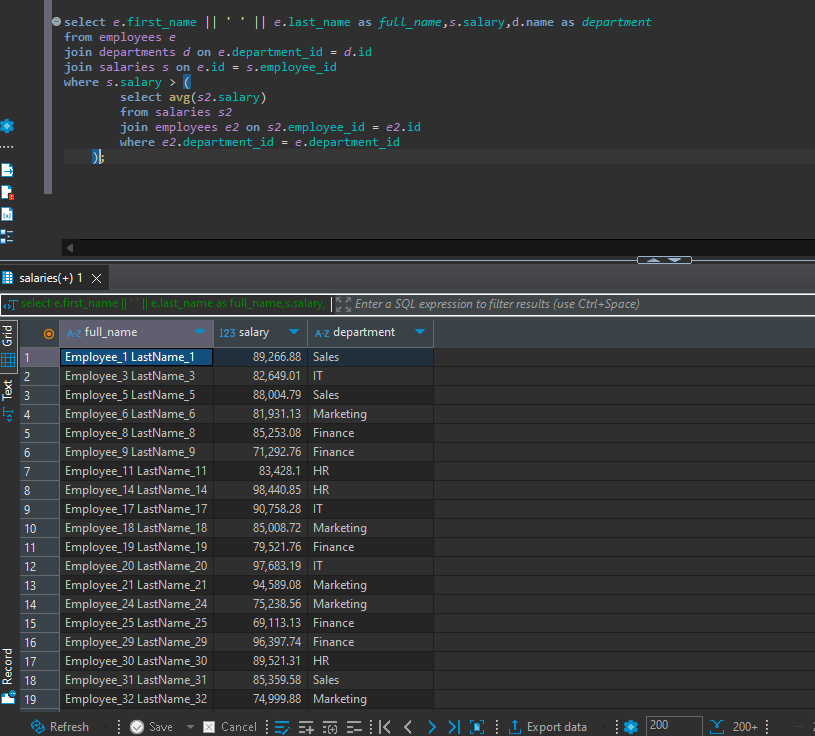 select e.first_name || ' ' || e.last_name as full_name,s.salary,d.name as department
from employees e
join departments d on e.department_id = d.id
join salaries s on e.id = s.employee_id
where s.salary > (
select avg(s2.salary)
from salaries s2
join employees e2 on s2.employee_id = e2.id
where e2.department_id = e.department_id
);
salaries(+) 1
select e.first_name || ' ' || e.last_name as full_name,s.salary, Enter a SQL expression to filter results (use Ctrl+Space)
Grid
Text
Record
A-Z full_name 123 salary A-Z department
1 Employee_1 LastName_1 89,266.88 Sales
2 Employee_3 LastName_3 82,649.01 IT
3 Employee_5 LastName_5 88,004.79 Sales
4 Employee_6 LastName_6 81,931.13 Marketing
5 Employee_8 LastName_8 85,253.08 Finance
6 Employee_9 LastName_9 71,292.76 Finance
7 Employee_11 LastName_11 83,428.1 HR
8 Employee_14 LastName_14 98,440.85 HR
9 Employee_17 LastName_17 90,758.28 IT
10 Employee_18 LastName_18 85,008.72 Marketing
11 Employee_19 LastName_19 79,521.76 Finance
12 Employee_20 LastName_20 97,683.19 IT
13 Employee_21 LastName_21 94,589.08 Marketing
14 Employee_24 LastName_24 75,238.56 Marketing
15 Employee_25 LastName_25 69,113.13 Finance
16 Employee_29 LastName_29 96,397.74 Finance
17 Employee_30 LastName_30 89,521.31 HR
18 Employee_31 LastName_31 85,359.58 Sales
19 Employee_32 LastName_32 74,999.88 Marketing
Refresh Save Cancel Export data 200 200+